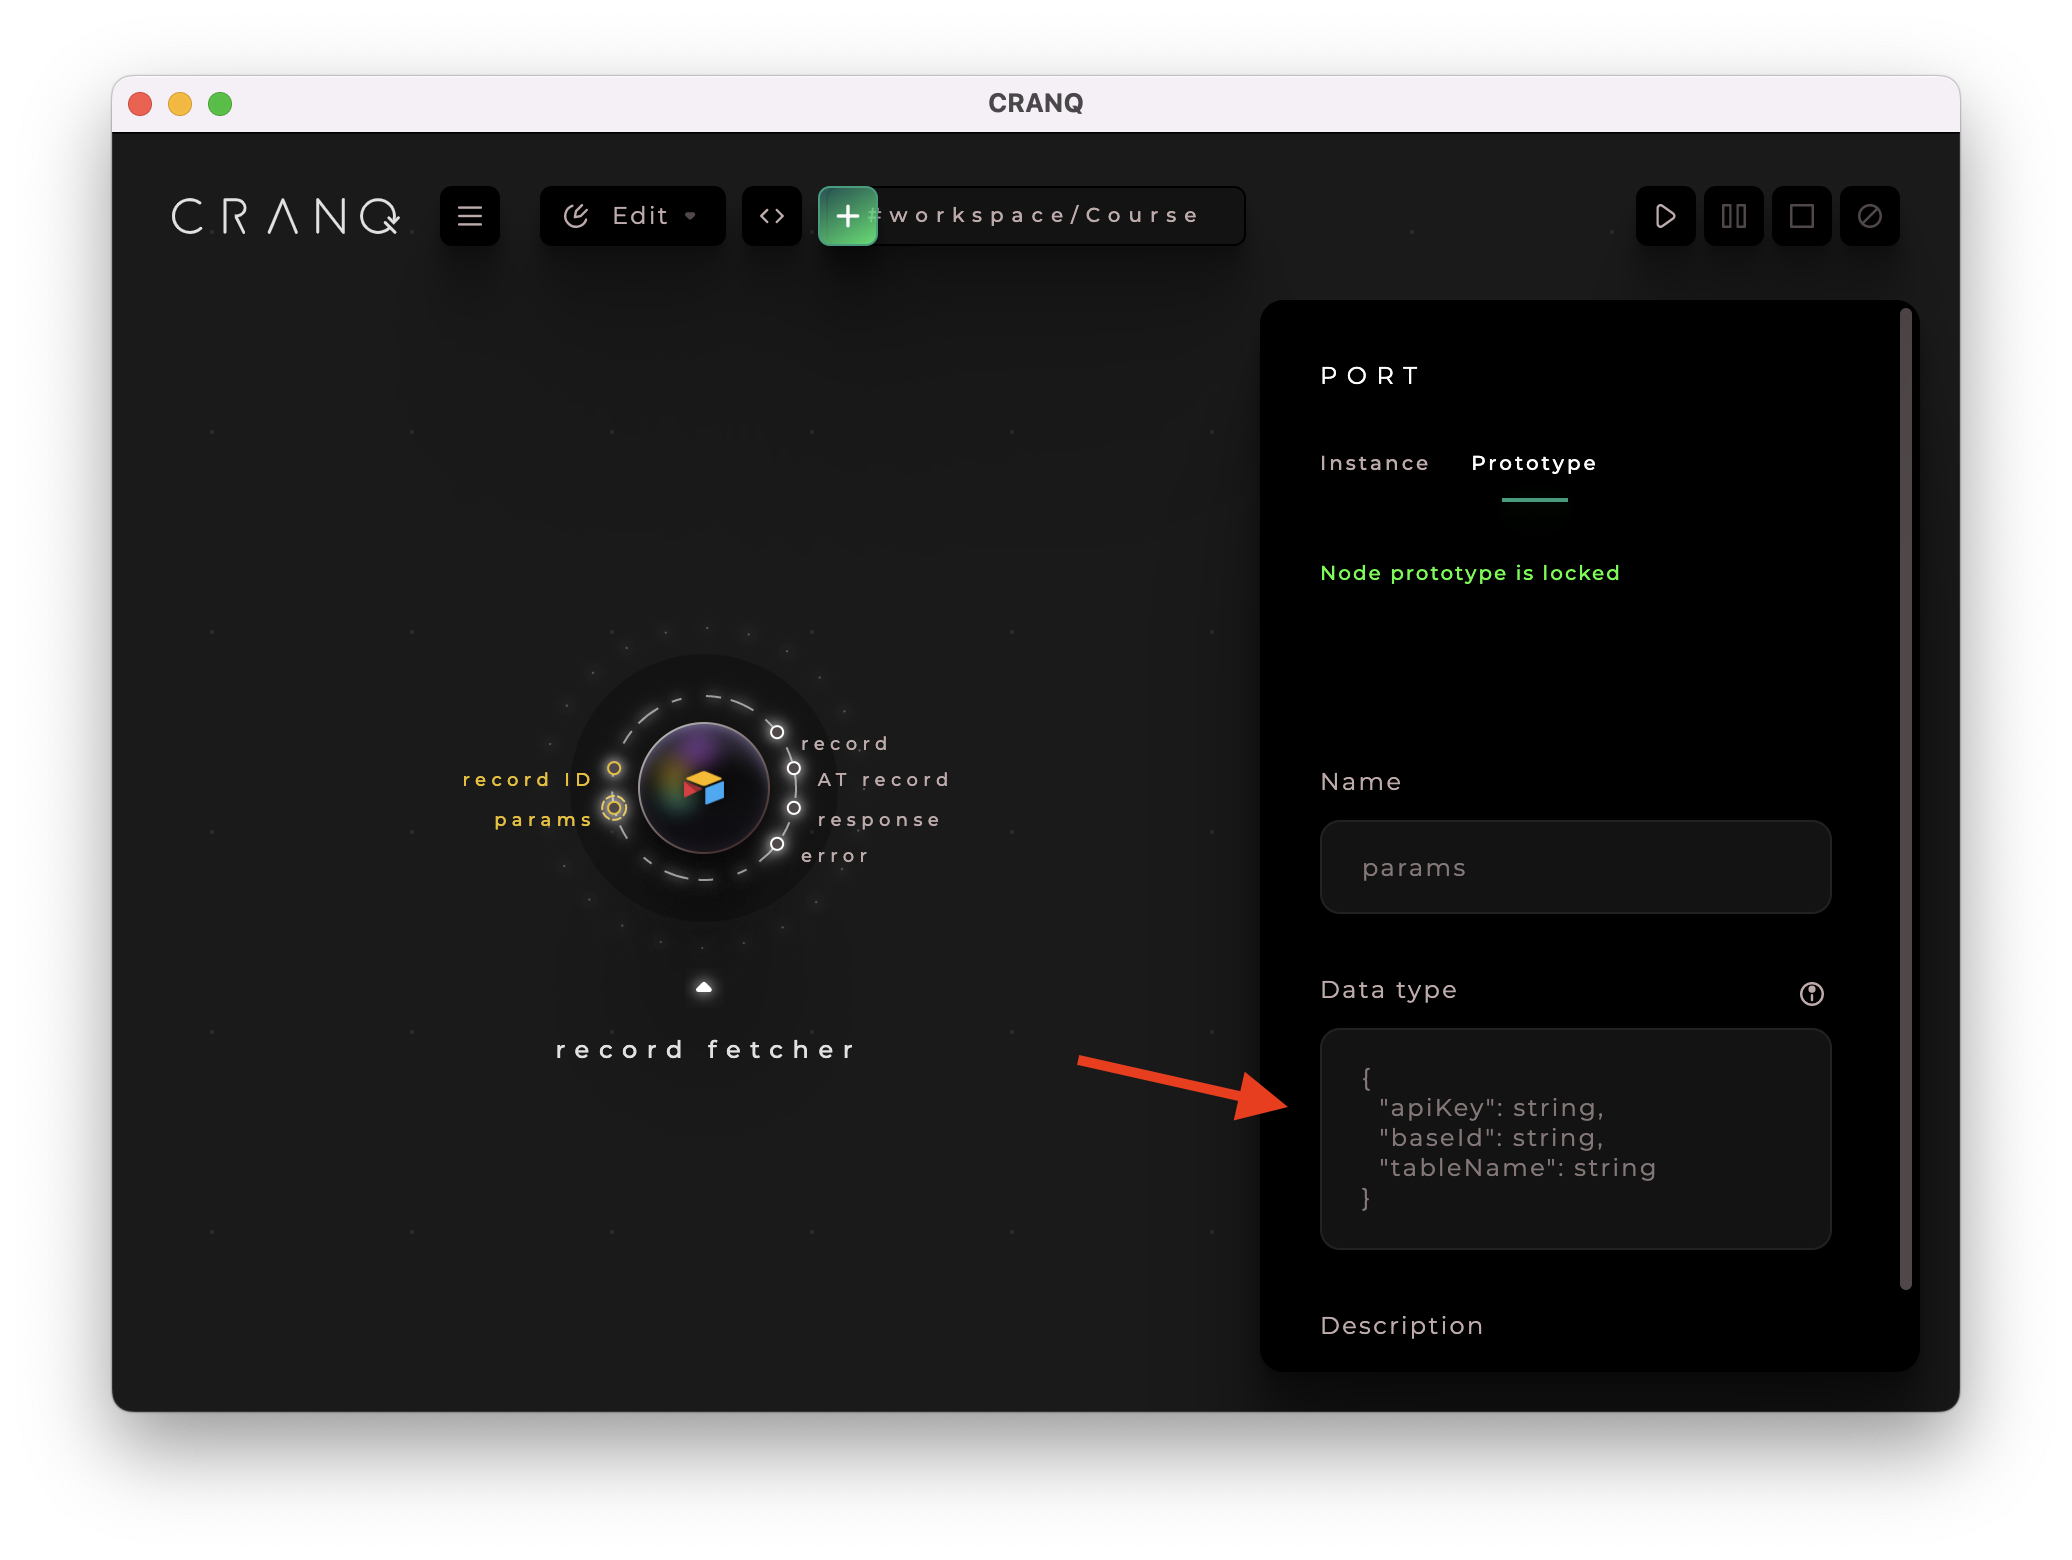 CRANQ
CRANQ
Edit
#workspace/Course
PORT
Instance Prototype
Node prototype is locked
record ID
params
record
AT record
response
error
record fetcher
Name
params
Data type
{
"apiKey": string,
"baseId": string,
"tableName": string
}
Description